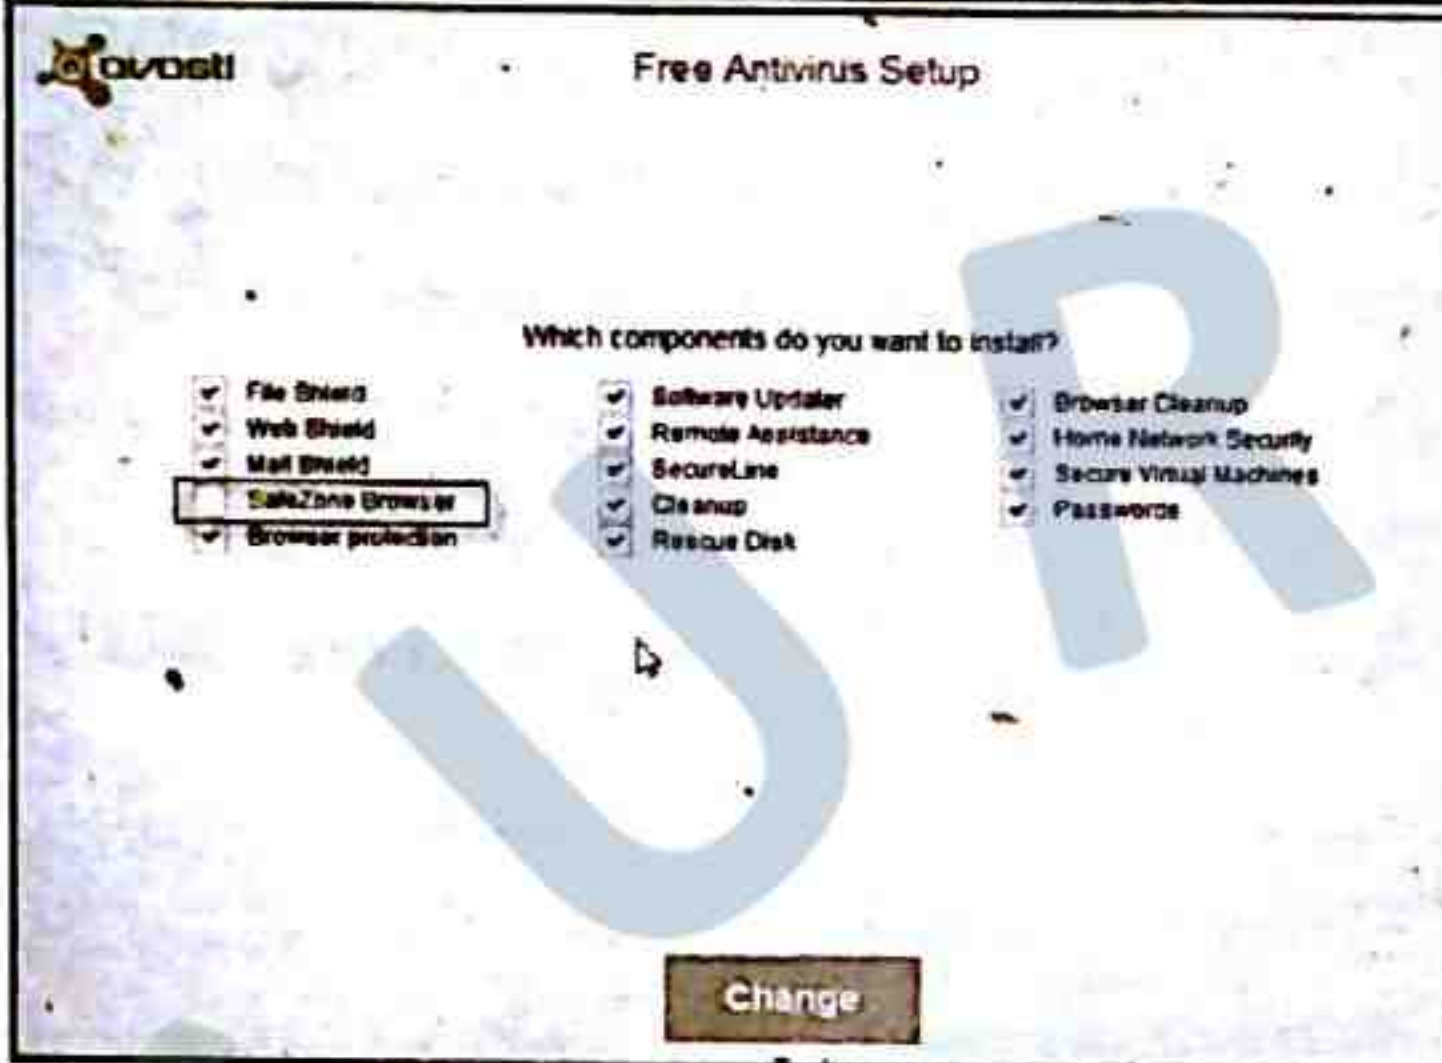 avast!
Free Antivirus Setup
Which components do you want to install?
File Shield
Web Shield
Mail Shield
SafeZone Browser
Browser protection
Software Updater
Remote Assistance
SecureLine
Cleanup
Rescue Disk
Browser Cleanup
Home Network Security
Secure Virtual Machines
Passwords
Change
U R